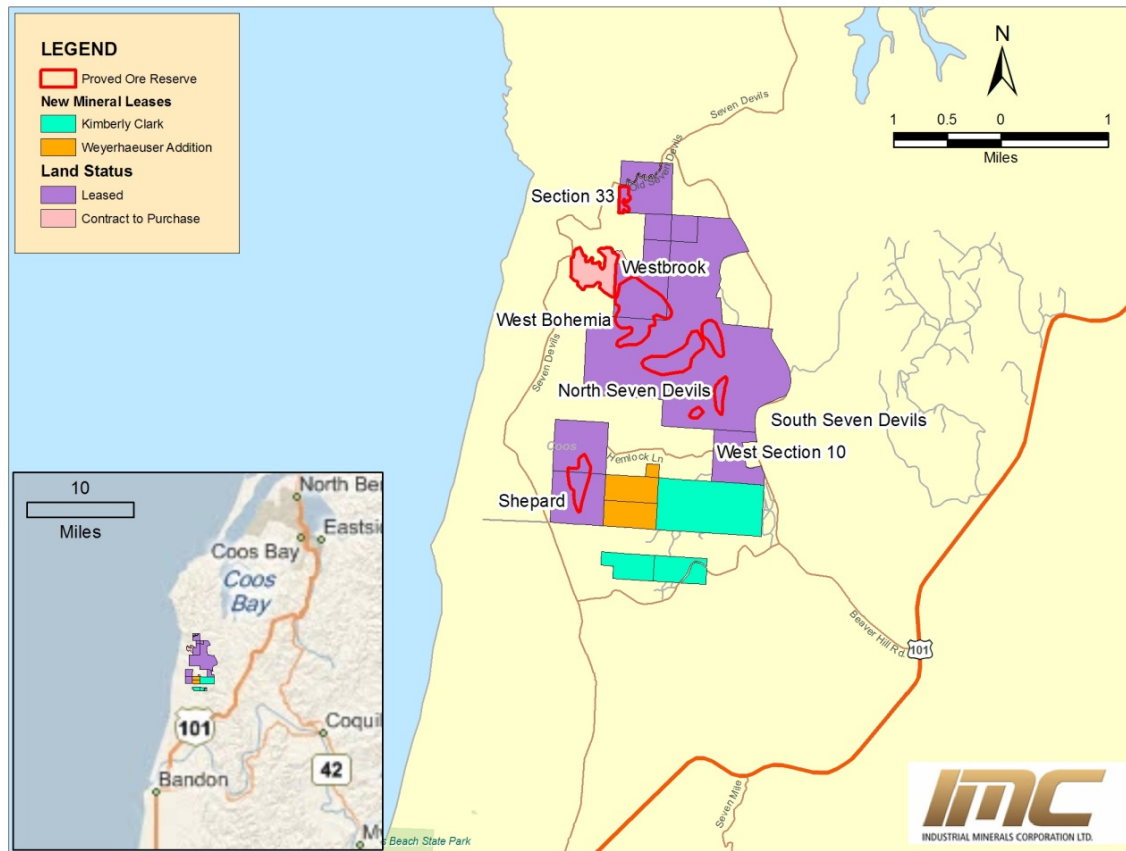 LEGEND
Proved Ore Reserve
New Mineral Leases
Kimberly Clark
Weyerhaeuser Addition
Land Status
Leased
Contract to Purchase
N
1 0.5 0 1
Miles
Seven Devils
Old Seven Devils
Section 33
Westbrook
West Bohemia
Seven Devils
North Seven Devils
South Seven Devils
Coos
Hemlock Ln
West Section 10
Shepard
Beaver Hill Rd
101
Seven Mile
10
Miles
North Be
Eastsi
Coos Bay
Coos
Bay
101
Coquil
42
Bandon
My
s Beach State Park
IMC
INDUSTRIAL MINERALS CORPORATION LTD.